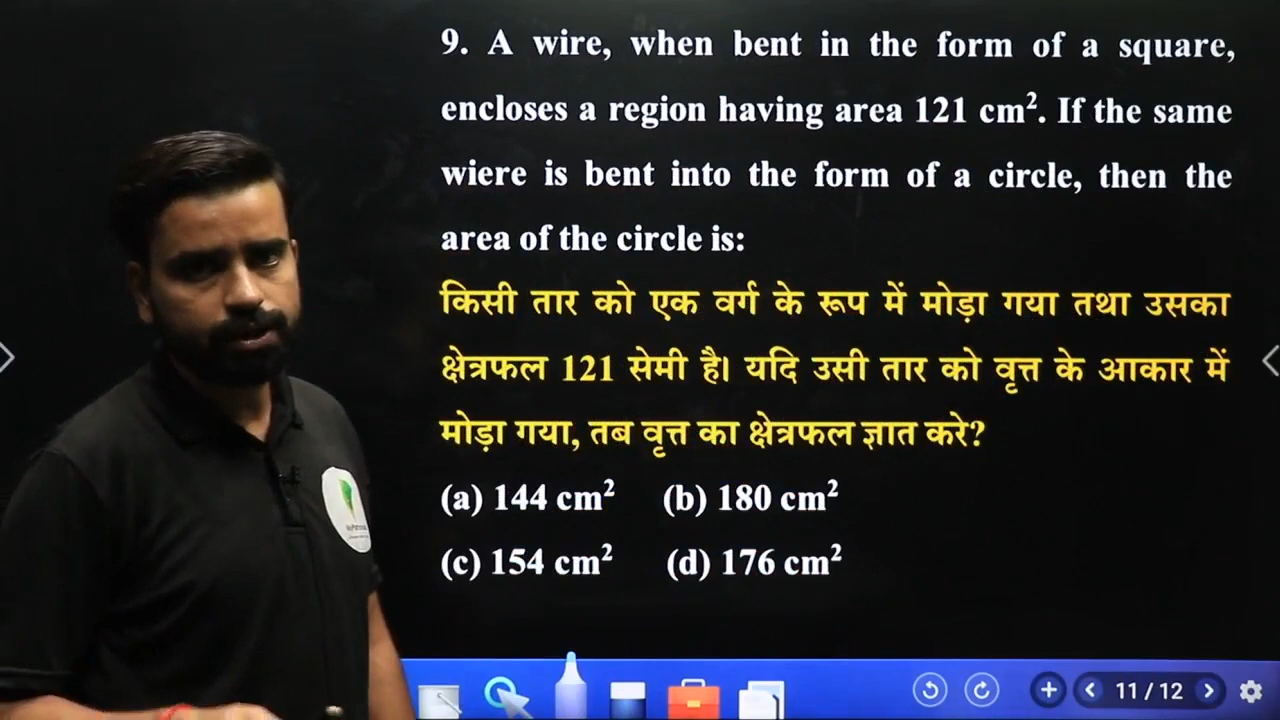 9. A wire, when bent in the form of a square,
encloses a region having area 121 cm². If the same
wiere is bent into the form of a circle, then the
area of the circle is:
किसी तार को एक वर्ग के रूप में मोड़ा गया तथा उसका
क्षेत्रफल 121 सेमी है। यदि उसी तार को वृत्त के आकार में
मोड़ा गया, तब वृत्त का क्षेत्रफल ज्ञात करे?
(a) 144 cm² (b) 180 cm²
(c) 154 cm² (d) 176 cm²
11 / 12